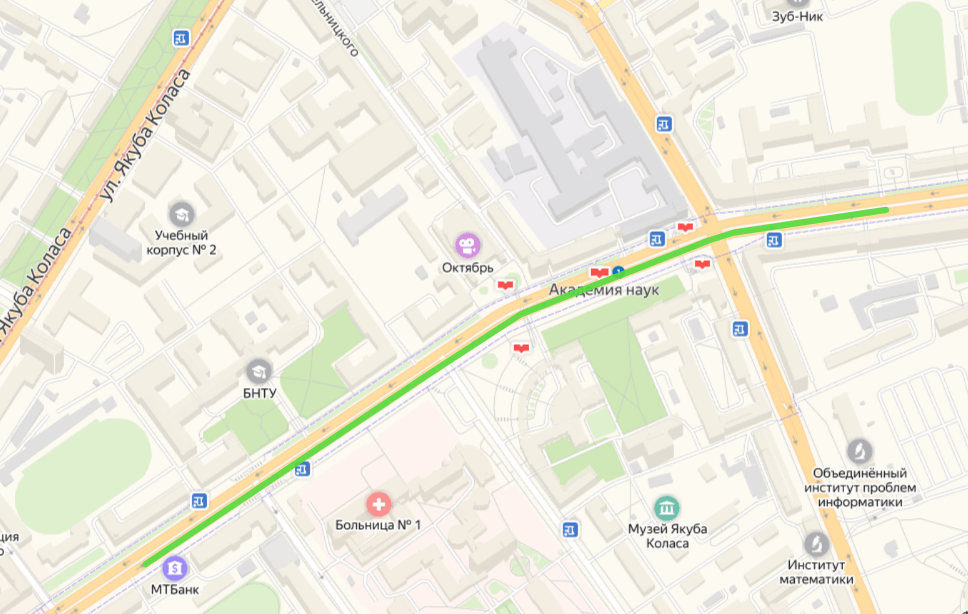 Зуб-Ник
ул. Якуба Коласа
Якуба Коласа
Учебный
корпус № 2
Октябрь
Академия наук
БНТУ
Больница № 1
Объединённый
институт проблем
информатики
Музей Якуба
Коласа
Институт
математики
МТБанк